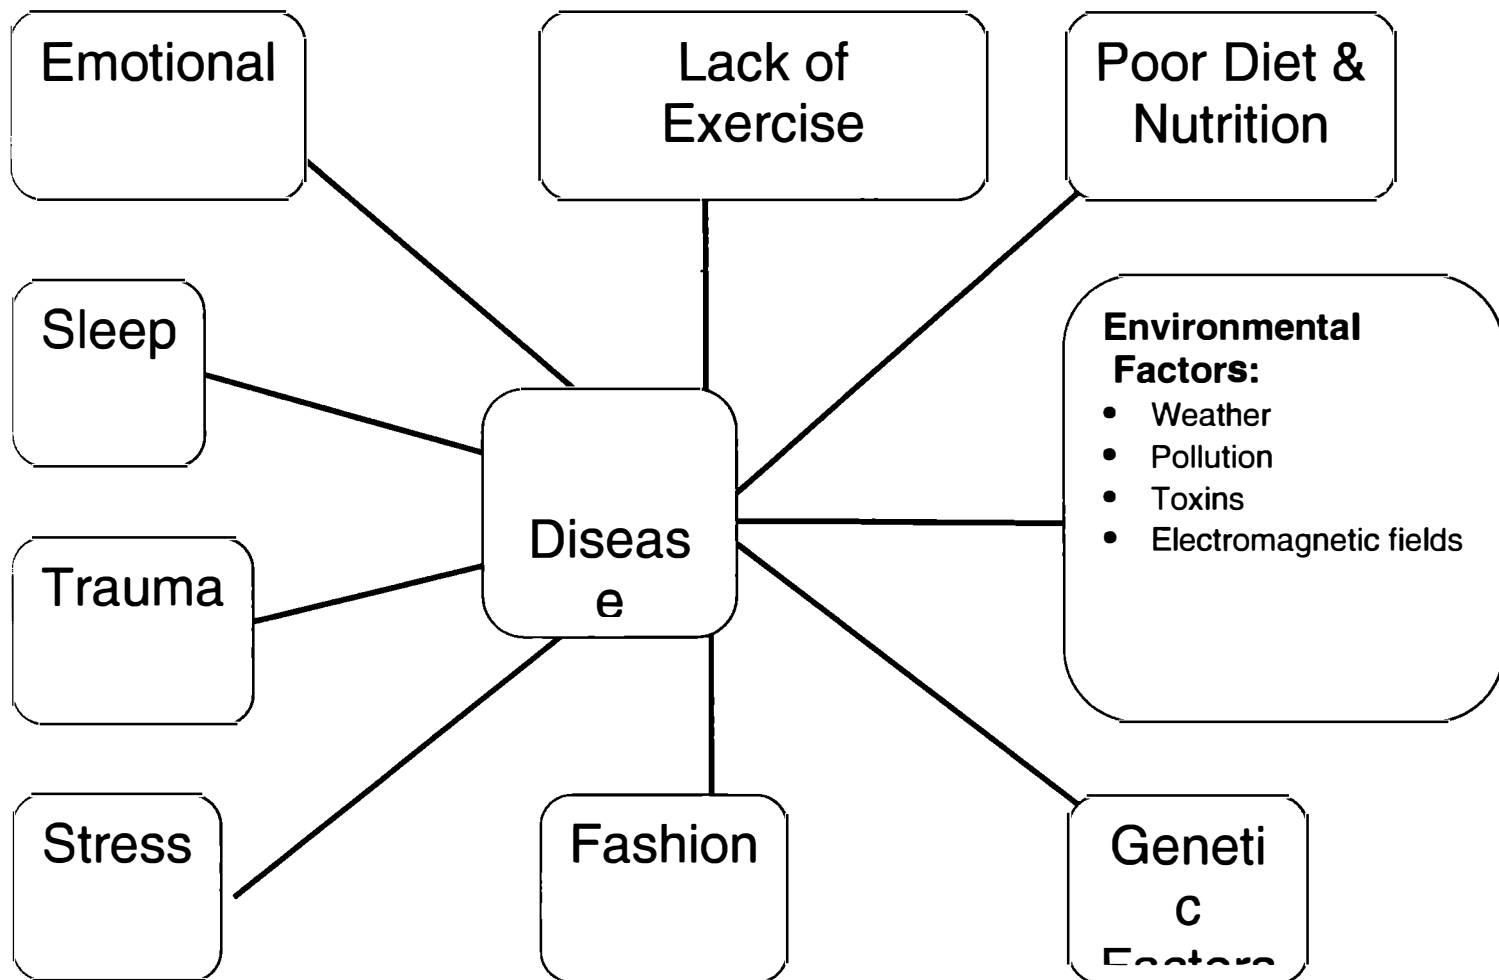 Emotional
Lack of
Exercise
Poor Diet &
Nutrition
Sleep
Environmental
Factors:
• Weather
• Pollution
• Toxins
• Electromagnetic fields
Diseas
e
Trauma
Stress
Fashion
Geneti
c
Factors